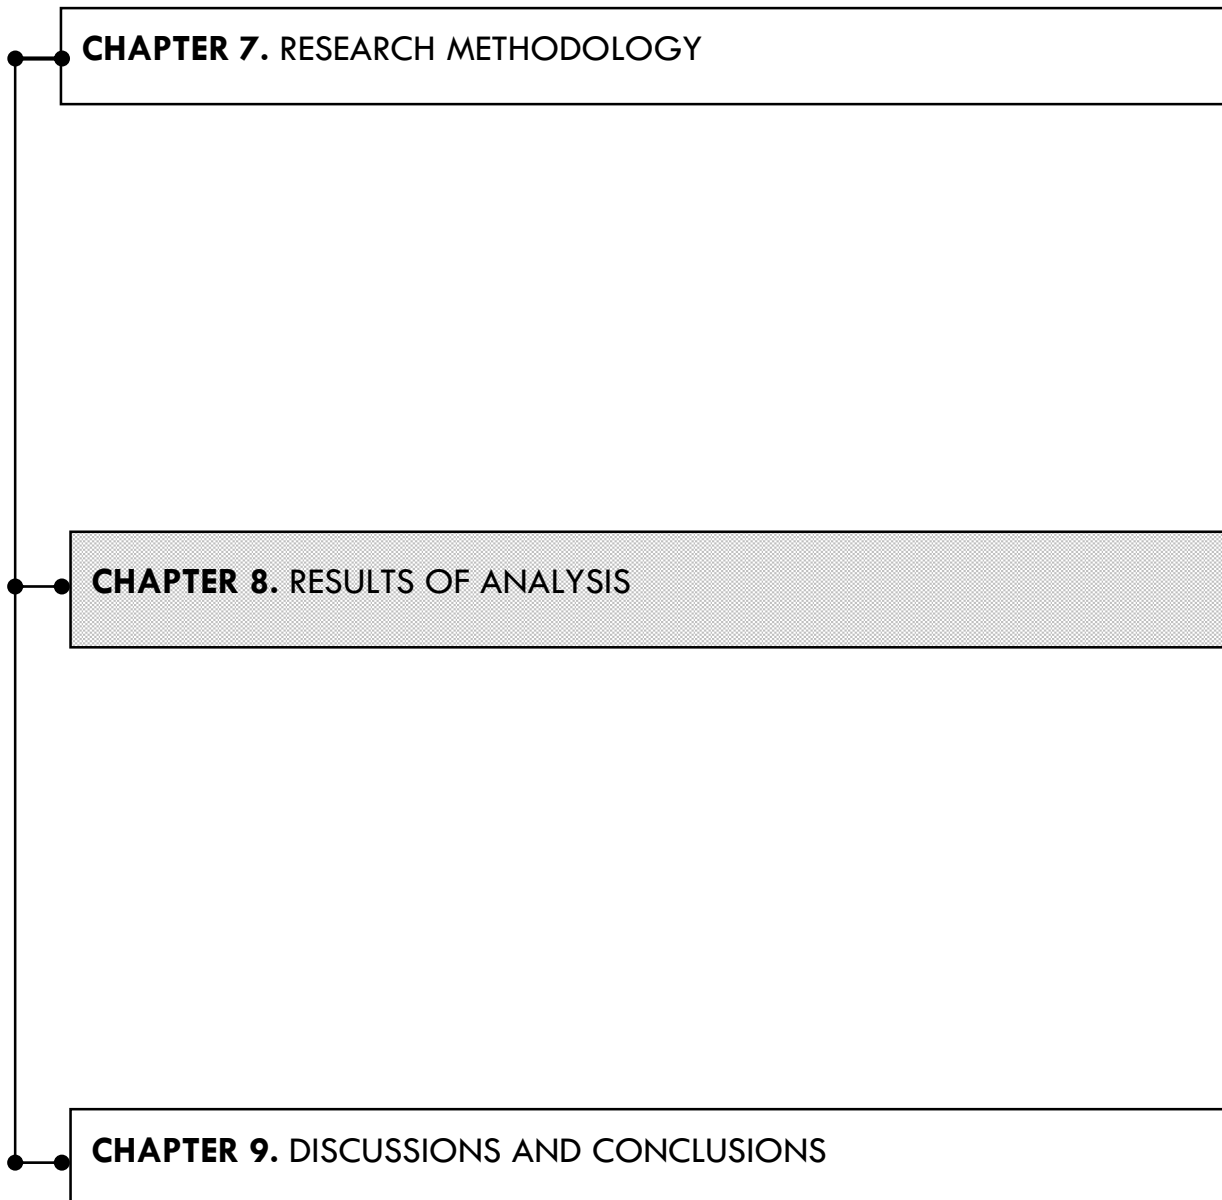 CHAPTER 7. RESEARCH METHODOLOGY
CHAPTER 8. RESULTS OF ANALYSIS
CHAPTER 9. DISCUSSIONS AND CONCLUSIONS